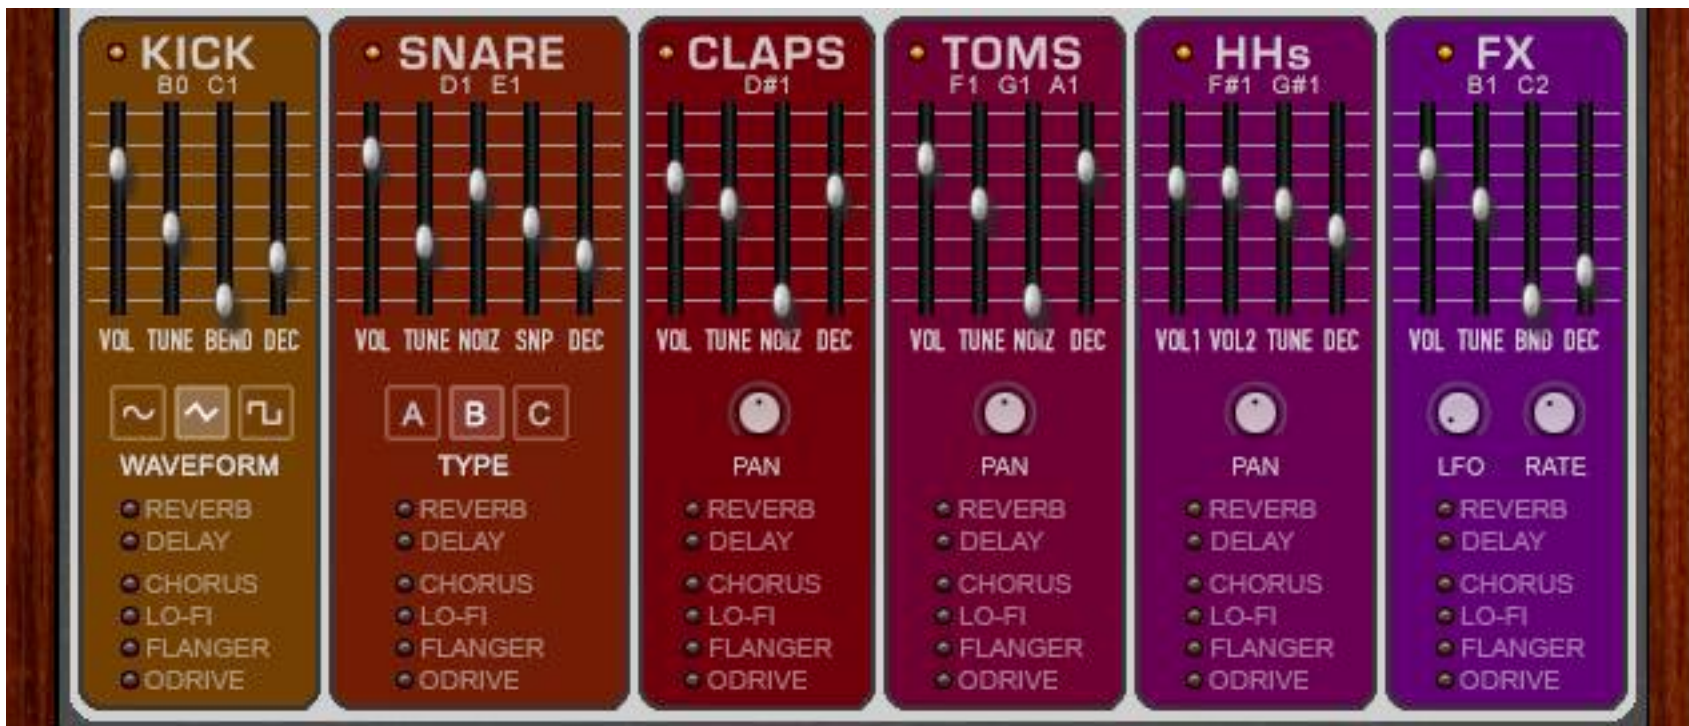 KICK
B0 C1
VOL TUNE BEND DEC
WAVEFORM
REVERB
DELAY
CHORUS
LO-FI
FLANGER
ODRIVE
SNARE
D1 E1
VOL TUNE NOIZ SNP DEC
A B C
TYPE
REVERB
DELAY
CHORUS
LO-FI
FLANGER
ODRIVE
CLAPS
D#1
VOL TUNE NOIZ DEC
PAN
REVERB
DELAY
CHORUS
LO-FI
FLANGER
ODRIVE
TOMS
F1 G1 A1
VOL TUNE NOIZ DEC
PAN
REVERB
DELAY
CHORUS
LO-FI
FLANGER
ODRIVE
HHs
F#1 G#1
VOL1 VOL2 TUNE DEC
PAN
REVERB
DELAY
CHORUS
LO-FI
FLANGER
ODRIVE
FX
B1 C2
VOL TUNE BND DEC
LFO RATE
REVERB
DELAY
CHORUS
LO-FI
FLANGER
ODRIVE